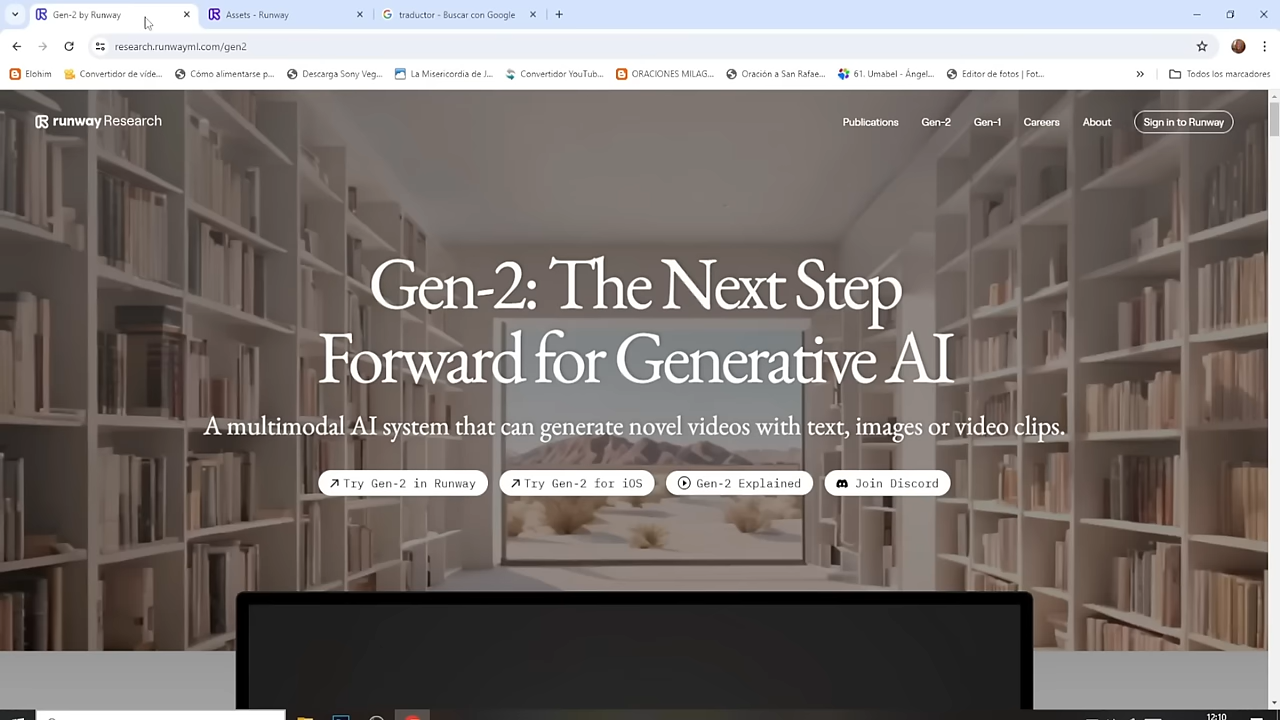 Gen-2 by Runway
Assets - Runway
traductor - Buscar con Google
research.runwayml.com/gen2
Elohim
Convertidor de víde...
Cómo alimentarse p...
Descarga Sony Veg...
La Misericordia de J...
Convertidor YouTub...
ORACIONES MILAG...
Oración a San Rafae...
61. Umabel - Ángel...
Editor de fotos | Fot...
Todos los marcadores
runway Research
Publications
Gen-2
Gen-1
Careers
About
Sign in to Runway
Gen-2: The Next Step
Forward for Generative AI
A multimodal AI system that can generate novel videos with text, images or video clips.
Try Gen-2 in Runway
Try Gen-2 for iOS
Gen-2 Explained
Join Discord
12:10